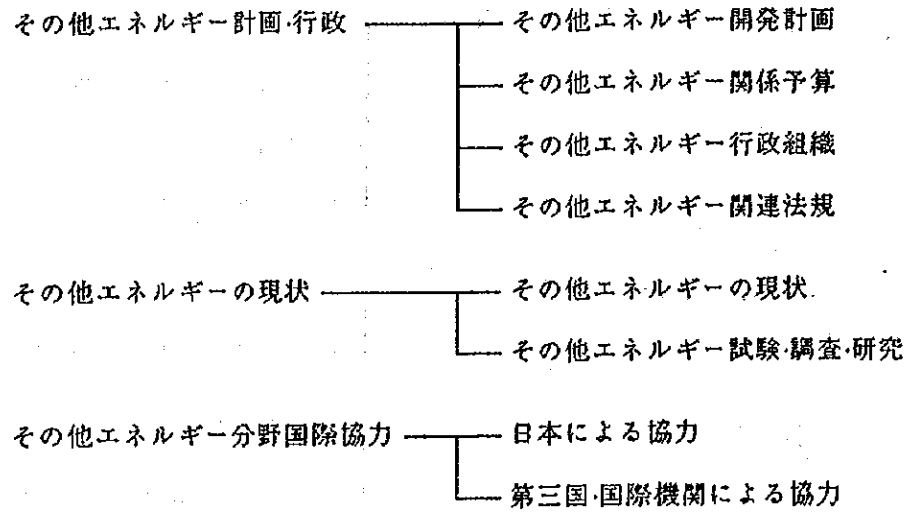 その他エネルギー計画·行政 その他エネルギー開発計画
その他エネルギー関係予算
その他エネルギー行政組織
その他エネルギー関連法規
その他エネルギーの現状 その他エネルギーの現状
その他エネルギー試験·調査·研究
その他エネルギー分野国際協力 日本による協力
第三国·国際機関による協力